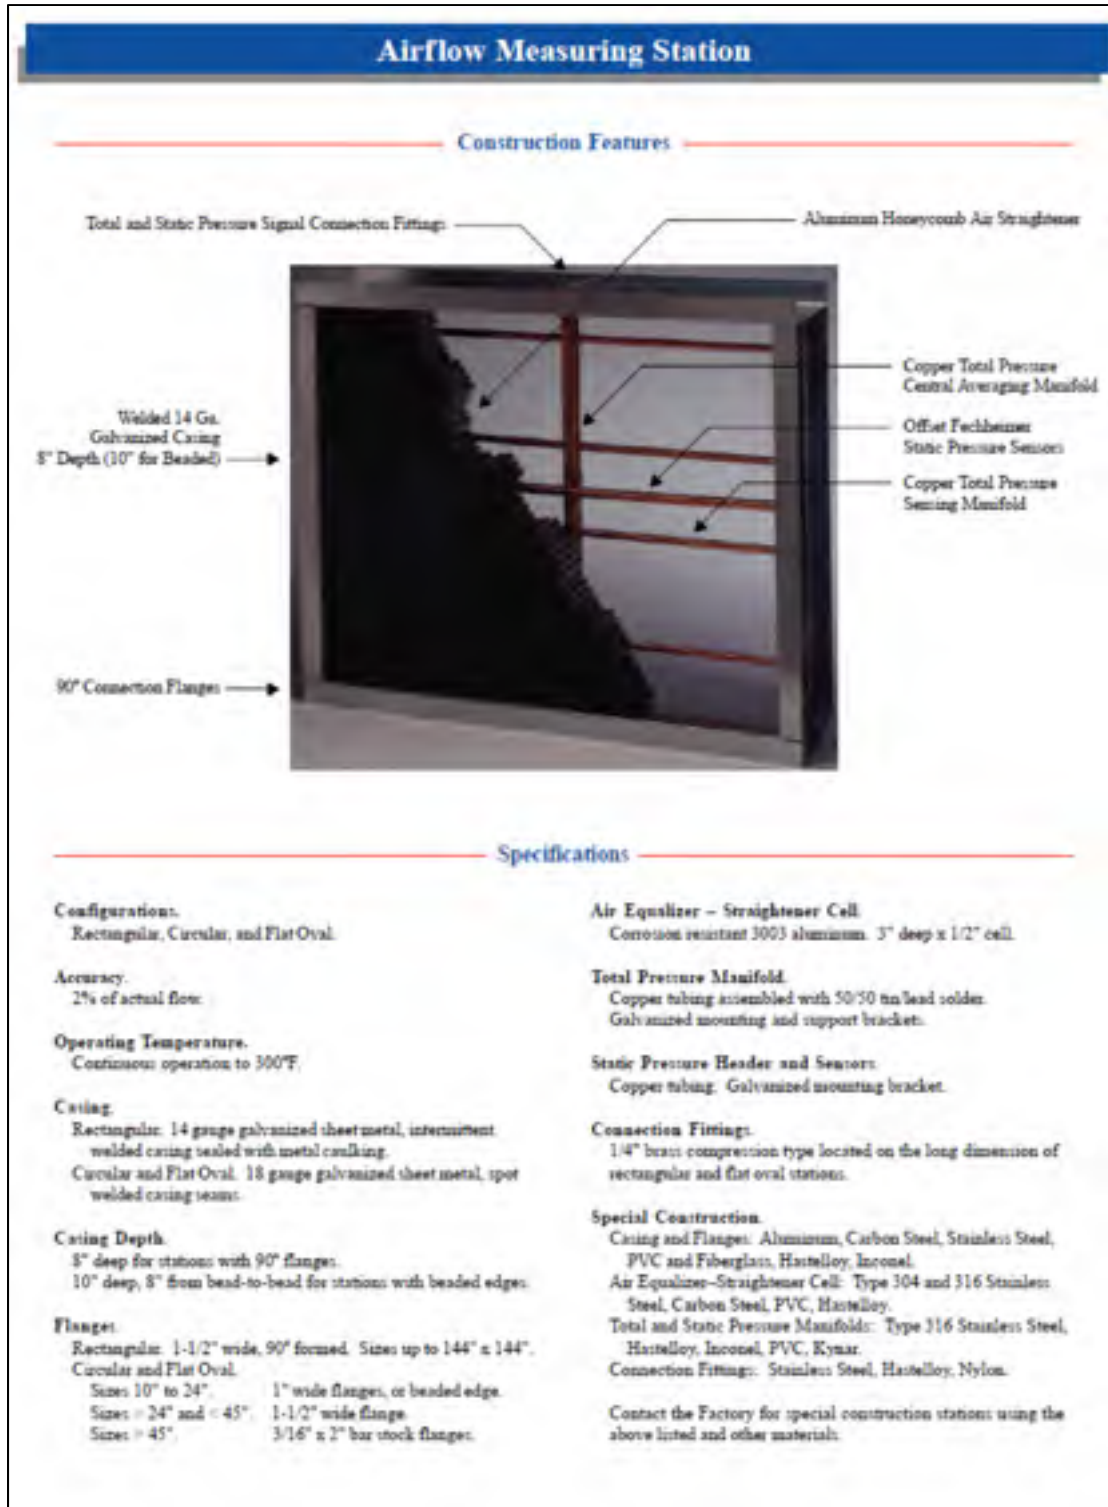 Airflow Measuring Station
Construction Features
Total and Static Pressure Signal Connection Fittings
Aluminum Honeycomb Air Straightener
Copper Total Pressure
Central Averaging Manifold
Welded 14 Ga.
Galvanized Casing
8" Depth (10" for Beaded)
Offset Fechheimer
Static Pressure Sensors
Copper Total Pressure
Sensing Manifold
90° Connection Flanges
Specifications
Configurations.
Rectangular, Circular, and Flat Oval.
Accuracy.
2% of actual flow.
Operating Temperature.
Continuous operation to 300°F.
Casing.
Rectangular. 14 gauge galvanized sheet metal, intermittent
welded casing sealed with metal caulking.
Circular and Flat Oval. 18 gauge galvanized sheet metal, spot
welded casing seams.
Casing Depth.
8" deep for stations with 90° flanges.
10" deep, 8" from bead-to-bead for stations with beaded edges.
Flanges.
Rectangular. 1-1/2" wide, 90° formed. Sizes up to 144" x 144".
Circular and Flat Oval.
Sizes 10" to 24". 1" wide flanges, or beaded edge.
Sizes > 24" and < 45". 1-1/2" wide flange.
Sizes > 45". 3/16" x 2" bar stock flanges.
Air Equalizer – Straightener Cell.
Corrosion resistant 3003 aluminum. 3" deep x 1/2" cell.
Total Pressure Manifold.
Copper tubing assembled with 50/50 tin/lead solder.
Galvanized mounting and support brackets.
Static Pressure Header and Sensors.
Copper tubing. Galvanized mounting bracket.
Connection Fittings.
1/4" brass compression type located on the long dimension of
rectangular and flat oval stations.
Special Construction.
Casing and Flanges: Aluminum, Carbon Steel, Stainless Steel,
PVC and Fiberglass, Hastelloy, Inconel.
Air Equalizer–Straightener Cell: Type 304 and 316 Stainless
Steel, Carbon Steel, PVC, Hastelloy.
Total and Static Pressure Manifolds: Type 316 Stainless Steel,
Hastelloy, Inconel, PVC, Kynar.
Connection Fittings: Stainless Steel, Hastelloy, Nylon.
Contact the Factory for special construction stations using the
above listed and other materials.